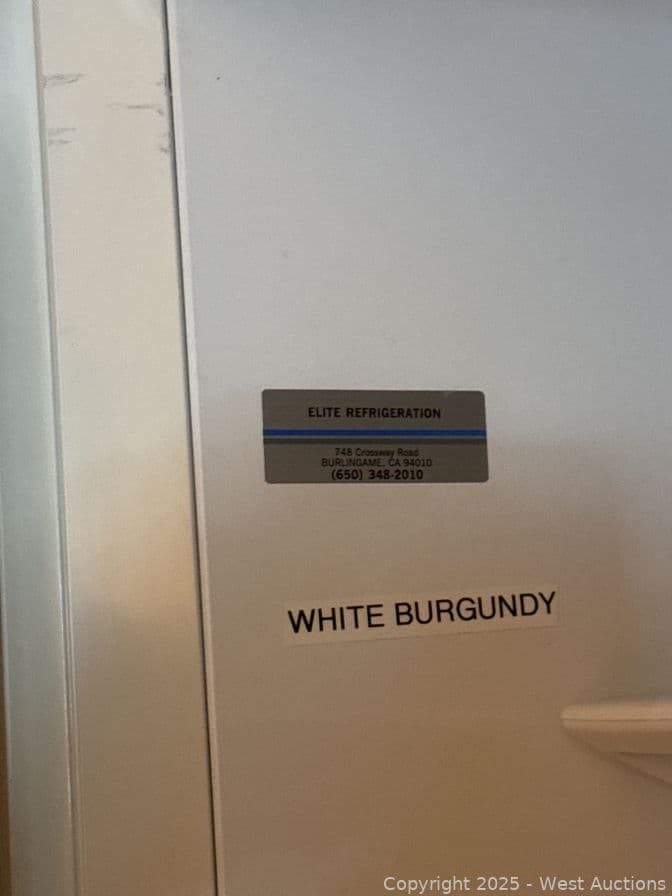 ELITE REFRIGERATION
748 Crossway Road
BURLINGAME, CA 94010
(650) 348-2010
WHITE BURGUNDY
Copyright 2025 - West Auctions